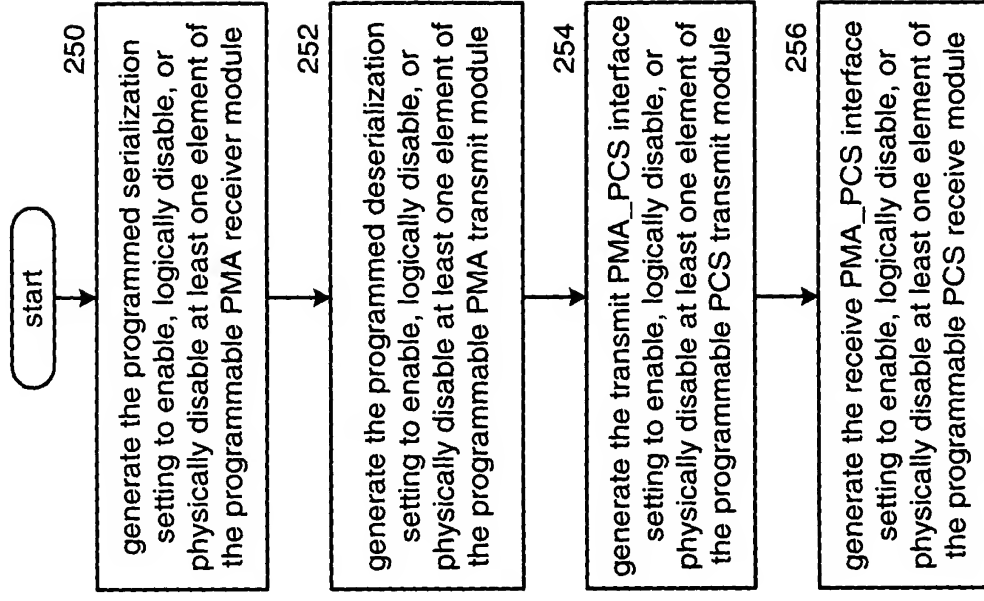 start
250
generate the programmed serialization
setting to enable, logically disable, or
physically disable at least one element of
the programmable PMA receiver module
252
generate the programmed deserialization
setting to enable, logically disable, or
physically disable at least one element of
the programmable PMA transmit module
254
generate the transmit PMA_PCS interface
setting to enable, logically disable, or
physically disable at least one element of
the programmable PCS transmit module
256
generate the receive PMA_PCS interface
setting to enable, logically disable, or
physically disable at least one element of
the programmable PCS receive module